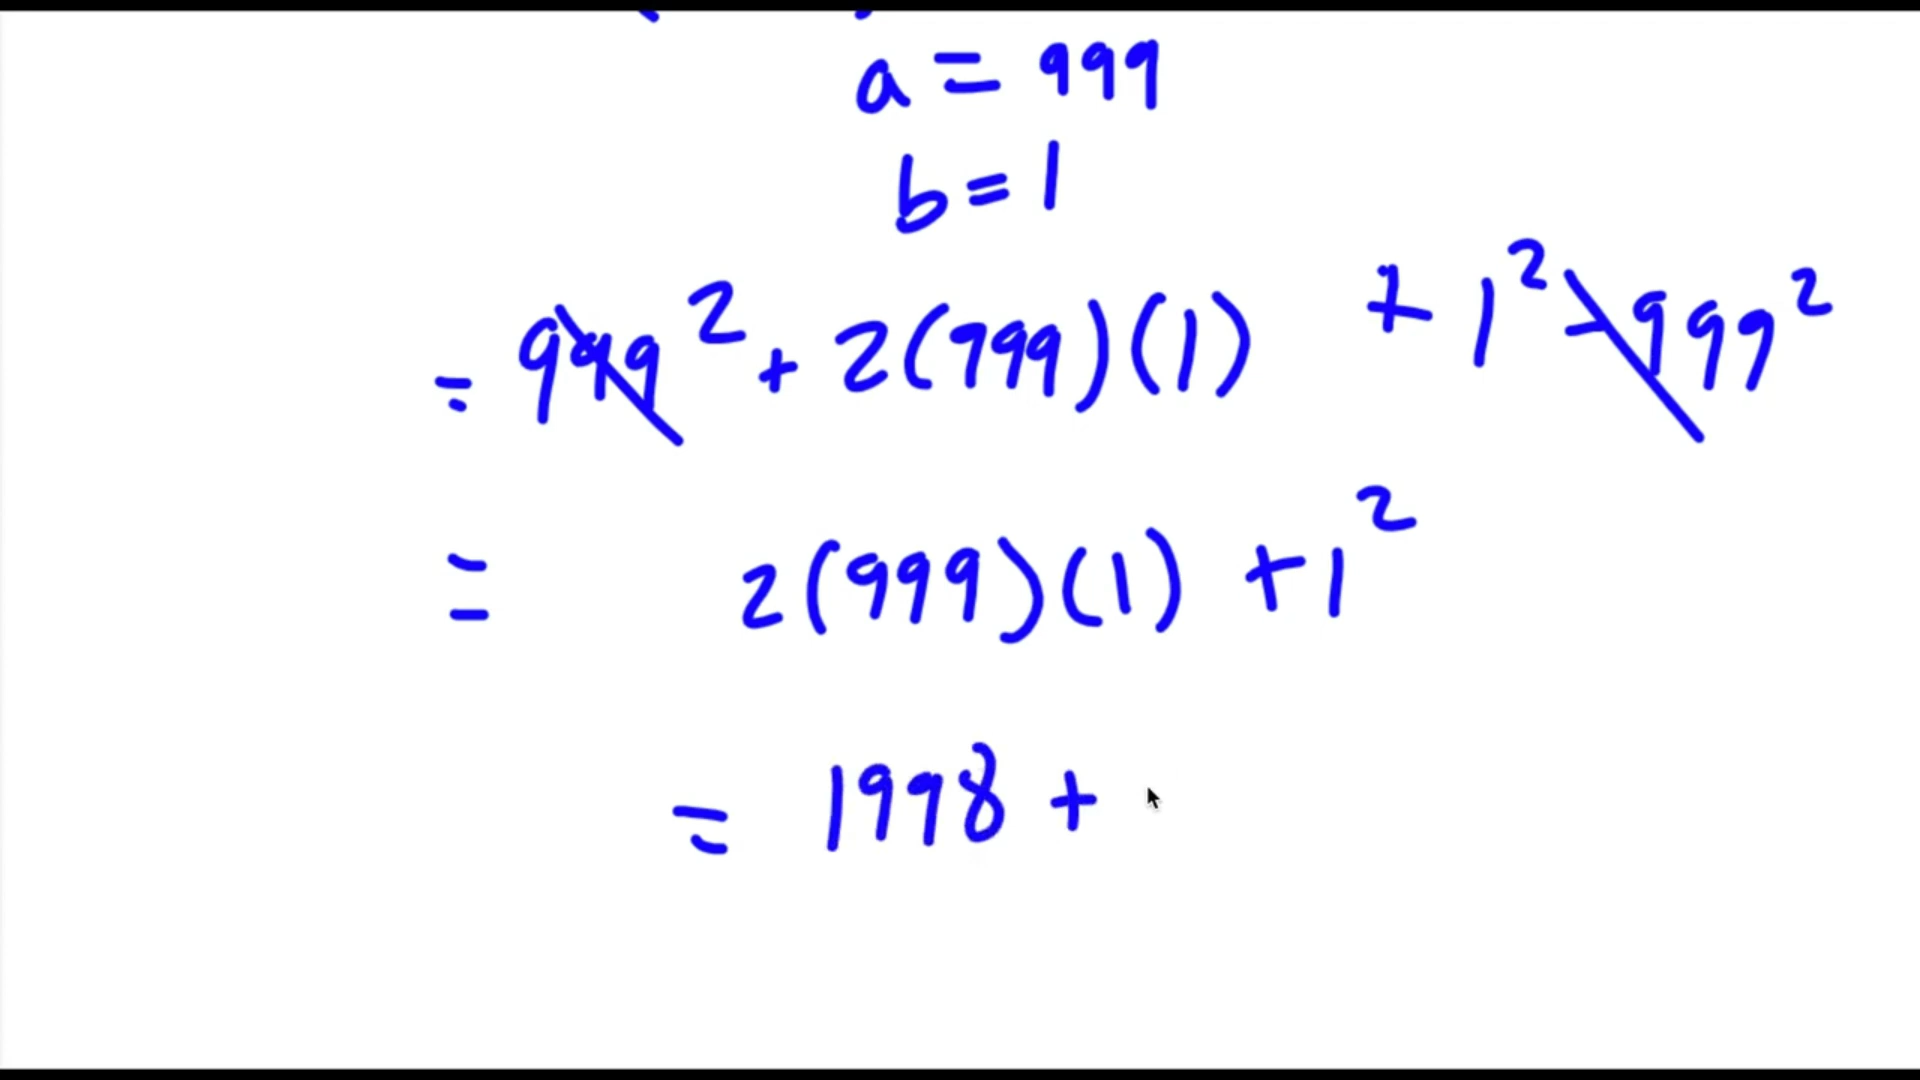 a = 999
b = 1
= 999² + 2(999)(1) + 1² - 999²
= 2(999)(1) + 1²
= 1998 +